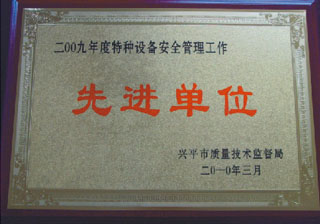 二00九年度特种设备安全管理工作
先进单位
兴平市质量技术监督局
二0一0年三月